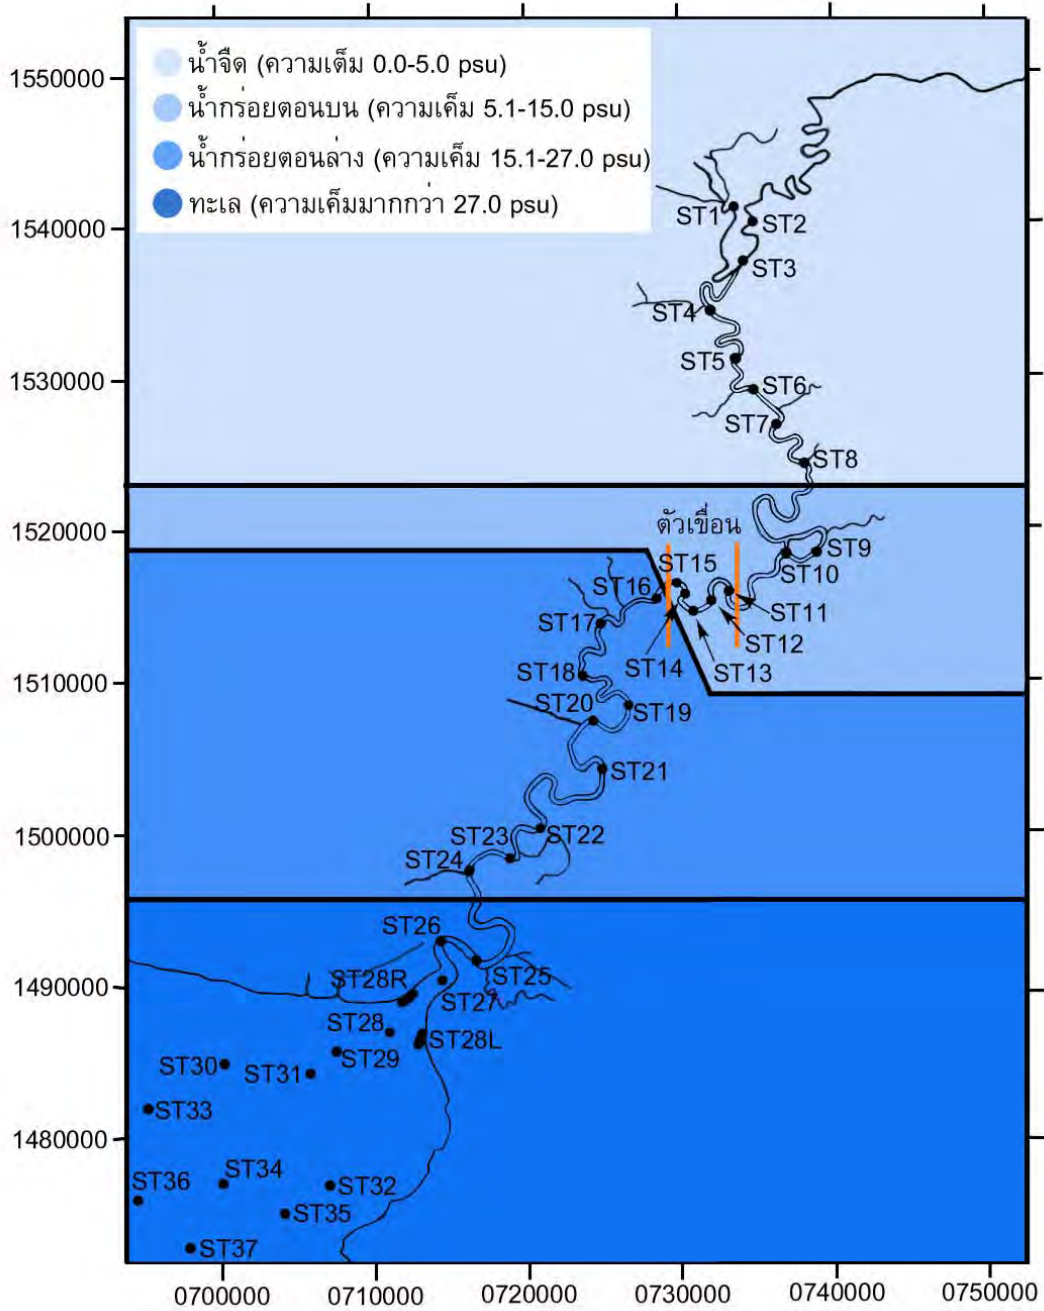 น้ำจืด (ความเต็ม 0.0-5.0 psu)
น้ำกร่อยตอนบน (ความเค็ม 5.1-15.0 psu)
น้ำกร่อยตอนล่าง (ความเค็ม 15.1-27.0 psu)
ทะเล (ความเค็มมากกว่า 27.0 psu)
1550000
1540000
1530000
1520000
1510000
1500000
1490000
1480000
ST1
ST2
ST3
ST4
ST5
ST6
ST7
ST8
ตัวเขื่อน
ST9
ST10
ST15
ST16
ST11
ST17
ST12
ST14
ST13
ST18
ST20
ST19
ST21
ST23
ST22
ST24
ST26
ST25
ST28R
ST27
ST28
ST28L
ST29
ST30
ST31
ST33
ST34
ST36
ST32
ST35
ST37
0700000
0710000
0720000
0730000
0740000
0750000